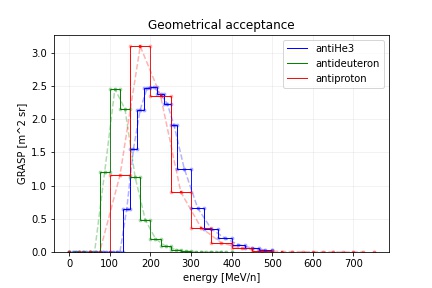 Geometrical acceptance
GRASP [m^2 sr]
3.0
2.5
2.0
1.5
1.0
0.5
0.0
antiHe3
antideuteron
antiproton
0 100 200 300 400 500 600 700
energy [MeV/n]